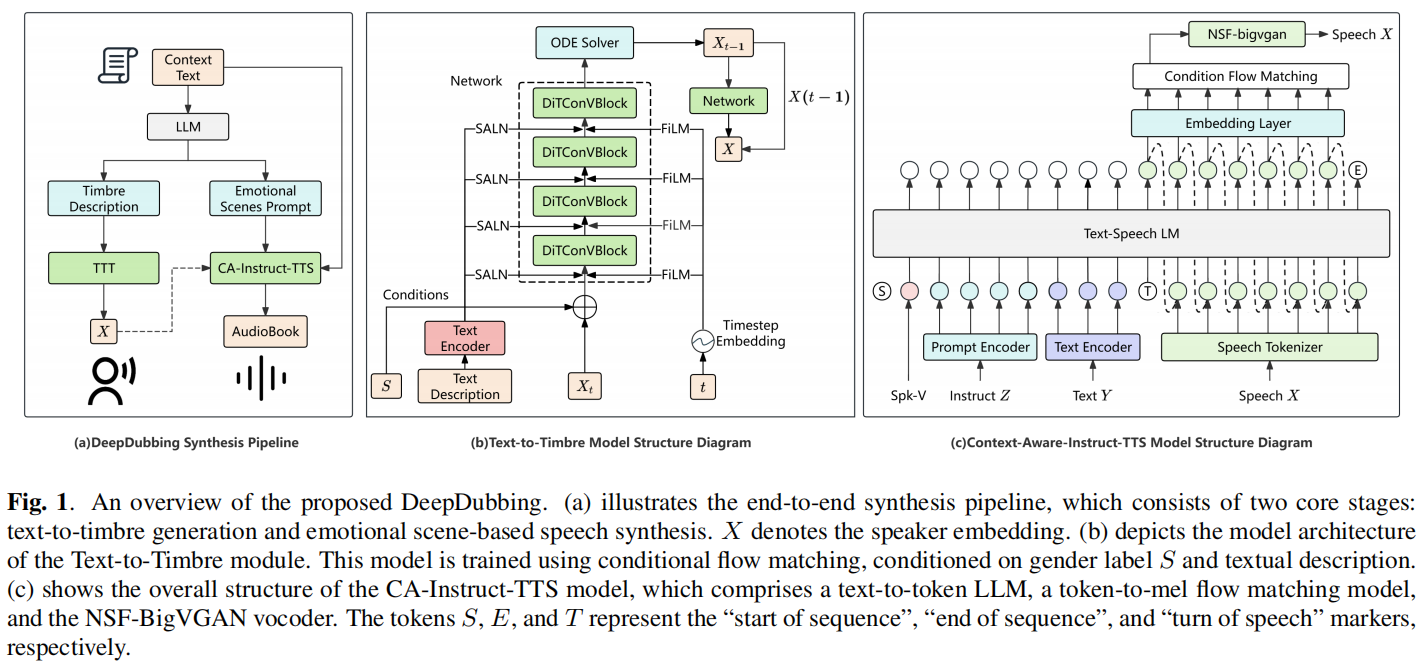 Context
Text
LLM
Timbre
Description
Emotional
Scenes Prompt
TTT
CA-Instruct-TTS
X
AudioBook
(a)DeepDubbing Synthesis Pipeline
ODE Solver
X_{t-1}
Network
DiTConVBlock
Network
X(t − 1)
SALN
FiLM
X
DiTConVBlock
SALN
FiLM
DiTConVBlock
SALN
FiLM
DiTConVBlock
SALN
FiLM
Conditions
Text
Encoder
Timestep
Embedding
S
Text
Description
X_t
t
(b)Text-to-Timbre Model Structure Diagram
NSF-bigvgan
Speech X
Condition Flow Matching
Embedding Layer
E
Text-Speech LM
S
T
Prompt Encoder
Text Encoder
Speech Tokenizer
Spk-V
Instruct Z
Text Y
Speech X
(c)Context-Aware-Instruct-TTS Model Structure Diagram
Fig. 1. An overview of the proposed DeepDubbing. (a) illustrates the end-to-end synthesis pipeline, which consists of two core stages:
text-to-timbre generation and emotional scene-based speech synthesis. X denotes the speaker embedding. (b) depicts the model architecture
of the Text-to-Timbre module. This model is trained using conditional flow matching, conditioned on gender label S and textual description.
(c) shows the overall structure of the CA-Instruct-TTS model, which comprises a text-to-token LLM, a token-to-mel flow matching model,
and the NSF-BigVGAN vocoder. The tokens S, E, and T represent the “start of sequence”, “end of sequence”, and “turn of speech” markers,
respectively.